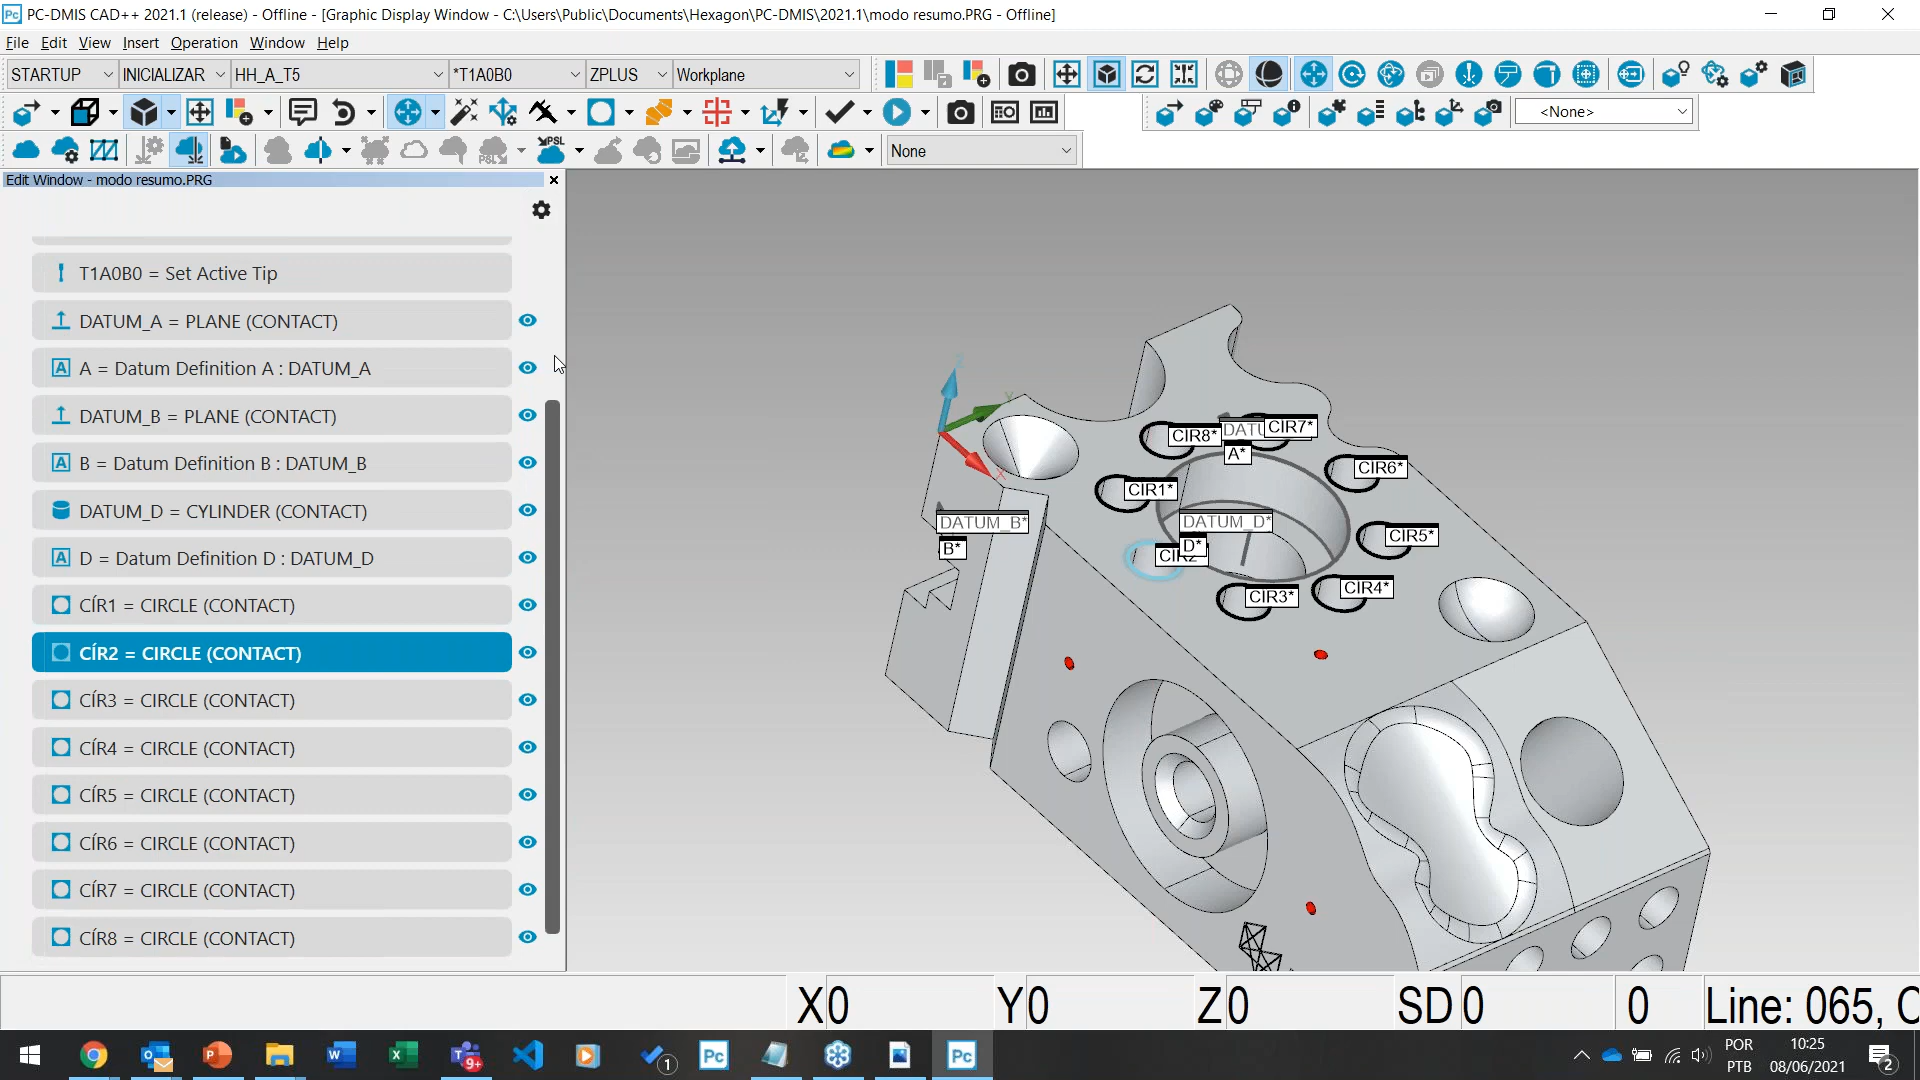 PC-DMIS CAD++ 2021.1 (release) - Offline - [Graphic Display Window - C:\Users\Public\Documents\Hexagon\PC-DMIS\2021.1\modo resumo.PRG - Offline]
File Edit View Insert Operation Window Help
STARTUP INICIALIZAR HH_A_T5 *T1A0B0 ZPLUS Workplane
<None>
None
Edit Window - modo resumo.PRG
T1A0B0 = Set Active Tip
DATUM_A = PLANE (CONTACT)
A = Datum Definition A : DATUM_A
DATUM_B = PLANE (CONTACT)
B = Datum Definition B : DATUM_B
DATUM_D = CYLINDER (CONTACT)
D = Datum Definition D : DATUM_D
CÍR1 = CIRCLE (CONTACT)
CÍR2 = CIRCLE (CONTACT)
CÍR3 = CIRCLE (CONTACT)
CÍR4 = CIRCLE (CONTACT)
CÍR5 = CIRCLE (CONTACT)
CÍR6 = CIRCLE (CONTACT)
CÍR7 = CIRCLE (CONTACT)
CÍR8 = CIRCLE (CONTACT)
Z
Y
X
CIR8* DATU CIR7*
A*
CIR6*
CIR1*
DATUM_B* DATUM_D*
CIR5*
B* CIR2 D*
CIR3* CIR4*
X0 Y0 Z0 SD 0 0 Line: 065, C
POR
PTB
10:25
08/06/2021
9+
1
2